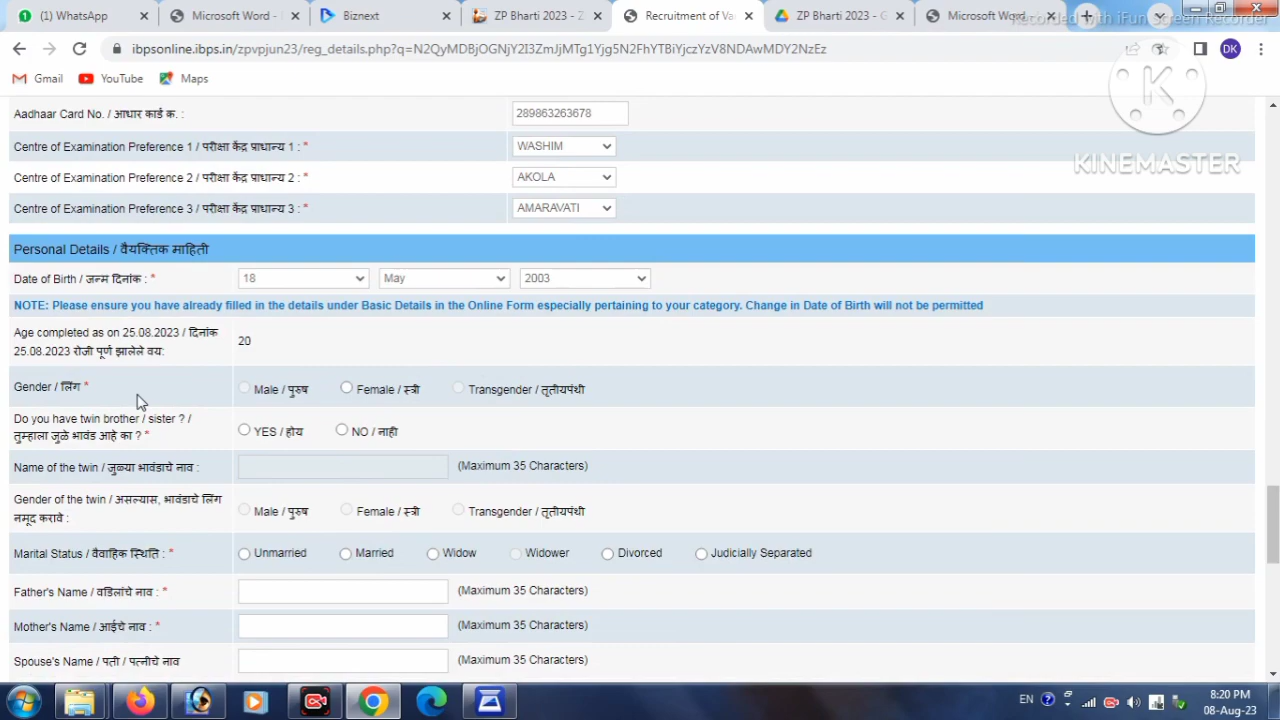 WhatsApp
Microsoft Word -
Biznext
ZP Bharti 2023 - Z
Recruitment of Va
ZP Bharti 2023 - G
Microsoft Word
Recorded with iFun Screen Recorder
ibpsonline.ibps.in/zpvpjun23/reg_details.php?q=N2QyMDBjOGNjY2I3ZmJjMTg1Yjg5N2FhYTBiYjczYzV8NDAwMDY2NzEz
DK
Gmail
YouTube
Maps
K
KINEMASTER
Aadhaar Card No. / आधार कार्ड क्र. :
289863263678
Centre of Examination Preference 1 / परीक्षा केंद्र प्राधान्य 1 : *
WASHIM
Centre of Examination Preference 2 / परीक्षा केंद्र प्राधान्य 2 : *
AKOLA
Centre of Examination Preference 3 / परीक्षा केंद्र प्राधान्य 3 : *
AMARAVATI
Personal Details / वैयक्तिक माहिती
Date of Birth / जन्म दिनांक : *
18 May 2003
NOTE: Please ensure you have already filled in the details under Basic Details in the Online Form especially pertaining to your category. Change in Date of Birth will not be permitted
Age completed as on 25.08.2023 / दिनांक
25.08.2023 रोजी पूर्ण झालेले वय:
20
Gender / लिंग *
Male / पुरुष Female / स्त्री Transgender / तृतीयपंथी
Do you have twin brother / sister ? /
तुम्हाला जुळे भावंड आहे का ? *
YES / होय NO / नाही
Name of the twin / जुळ्या भावंडाचे नाव :
(Maximum 35 Characters)
Gender of the twin / असल्यास, भावंडाचे लिंग
नमूद करावे :
Male / पुरुष Female / स्त्री Transgender / तृतीयपंथी
Marital Status / वैवाहिक स्थिति : *
Unmarried Married Widow Widower Divorced Judicially Separated
Father's Name / वडिलांचे नाव : *
(Maximum 35 Characters)
Mother's Name / आईचे नाव : *
(Maximum 35 Characters)
Spouse's Name / पती / पत्नीचे नाव
(Maximum 35 Characters)
EN
8:20 PM
08-Aug-23